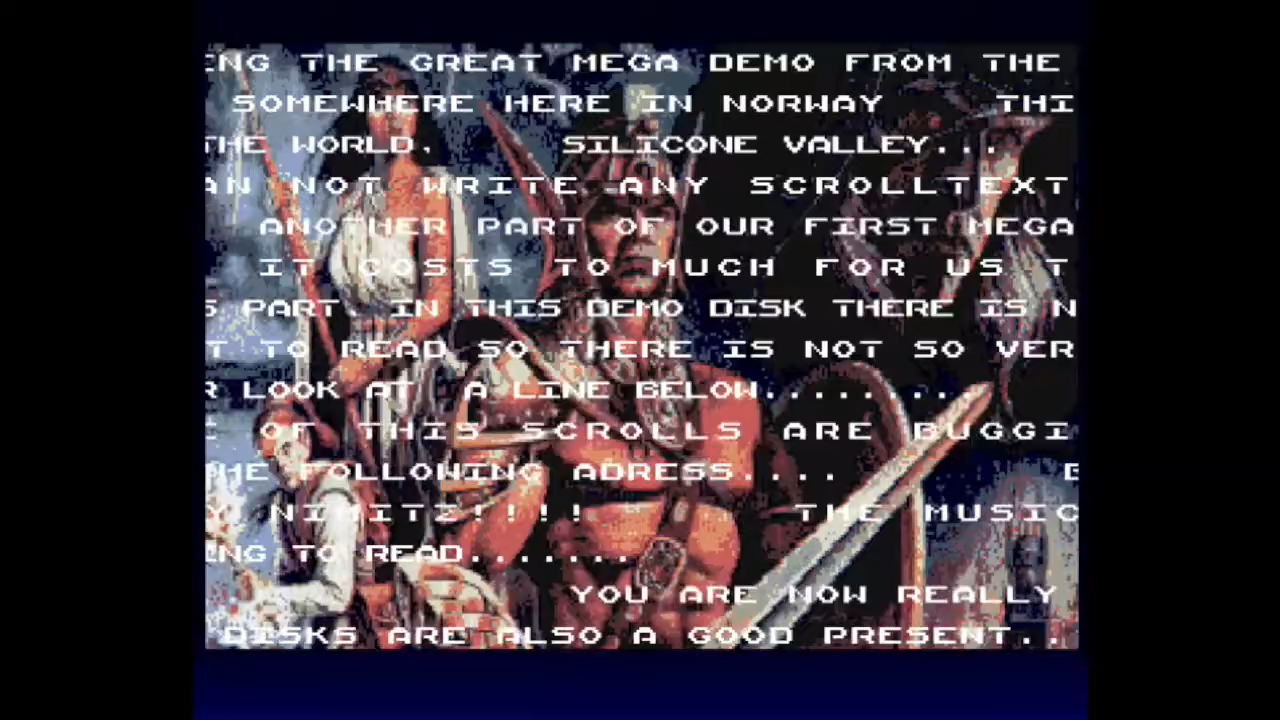 ENG THE GREAT MEGA DEMO FROM THE
SOMEWHERE HERE IN NORWAY THI
THE WORLD. SILICONE VALLEY...
AN NOT WRITE ANY SCROLLTEXT
ANOTHER PART OF OUR FIRST MEGA
IT COSTS TO MUCH FOR US T
S PART. IN THIS DEMO DISK THERE IS N
T TO READ SO THERE IS NOT SO VER
R LOOK AT A LINE BELOW.........
OF THIS SCROLLS ARE BUGGI
HE FOLLOWING ADRESS....
Y NIMITZ!!!! THE MUSIC
ING TO READ.......
YOU ARE NOW REALLY
DISKS ARE ALSO A GOOD PRESENT..